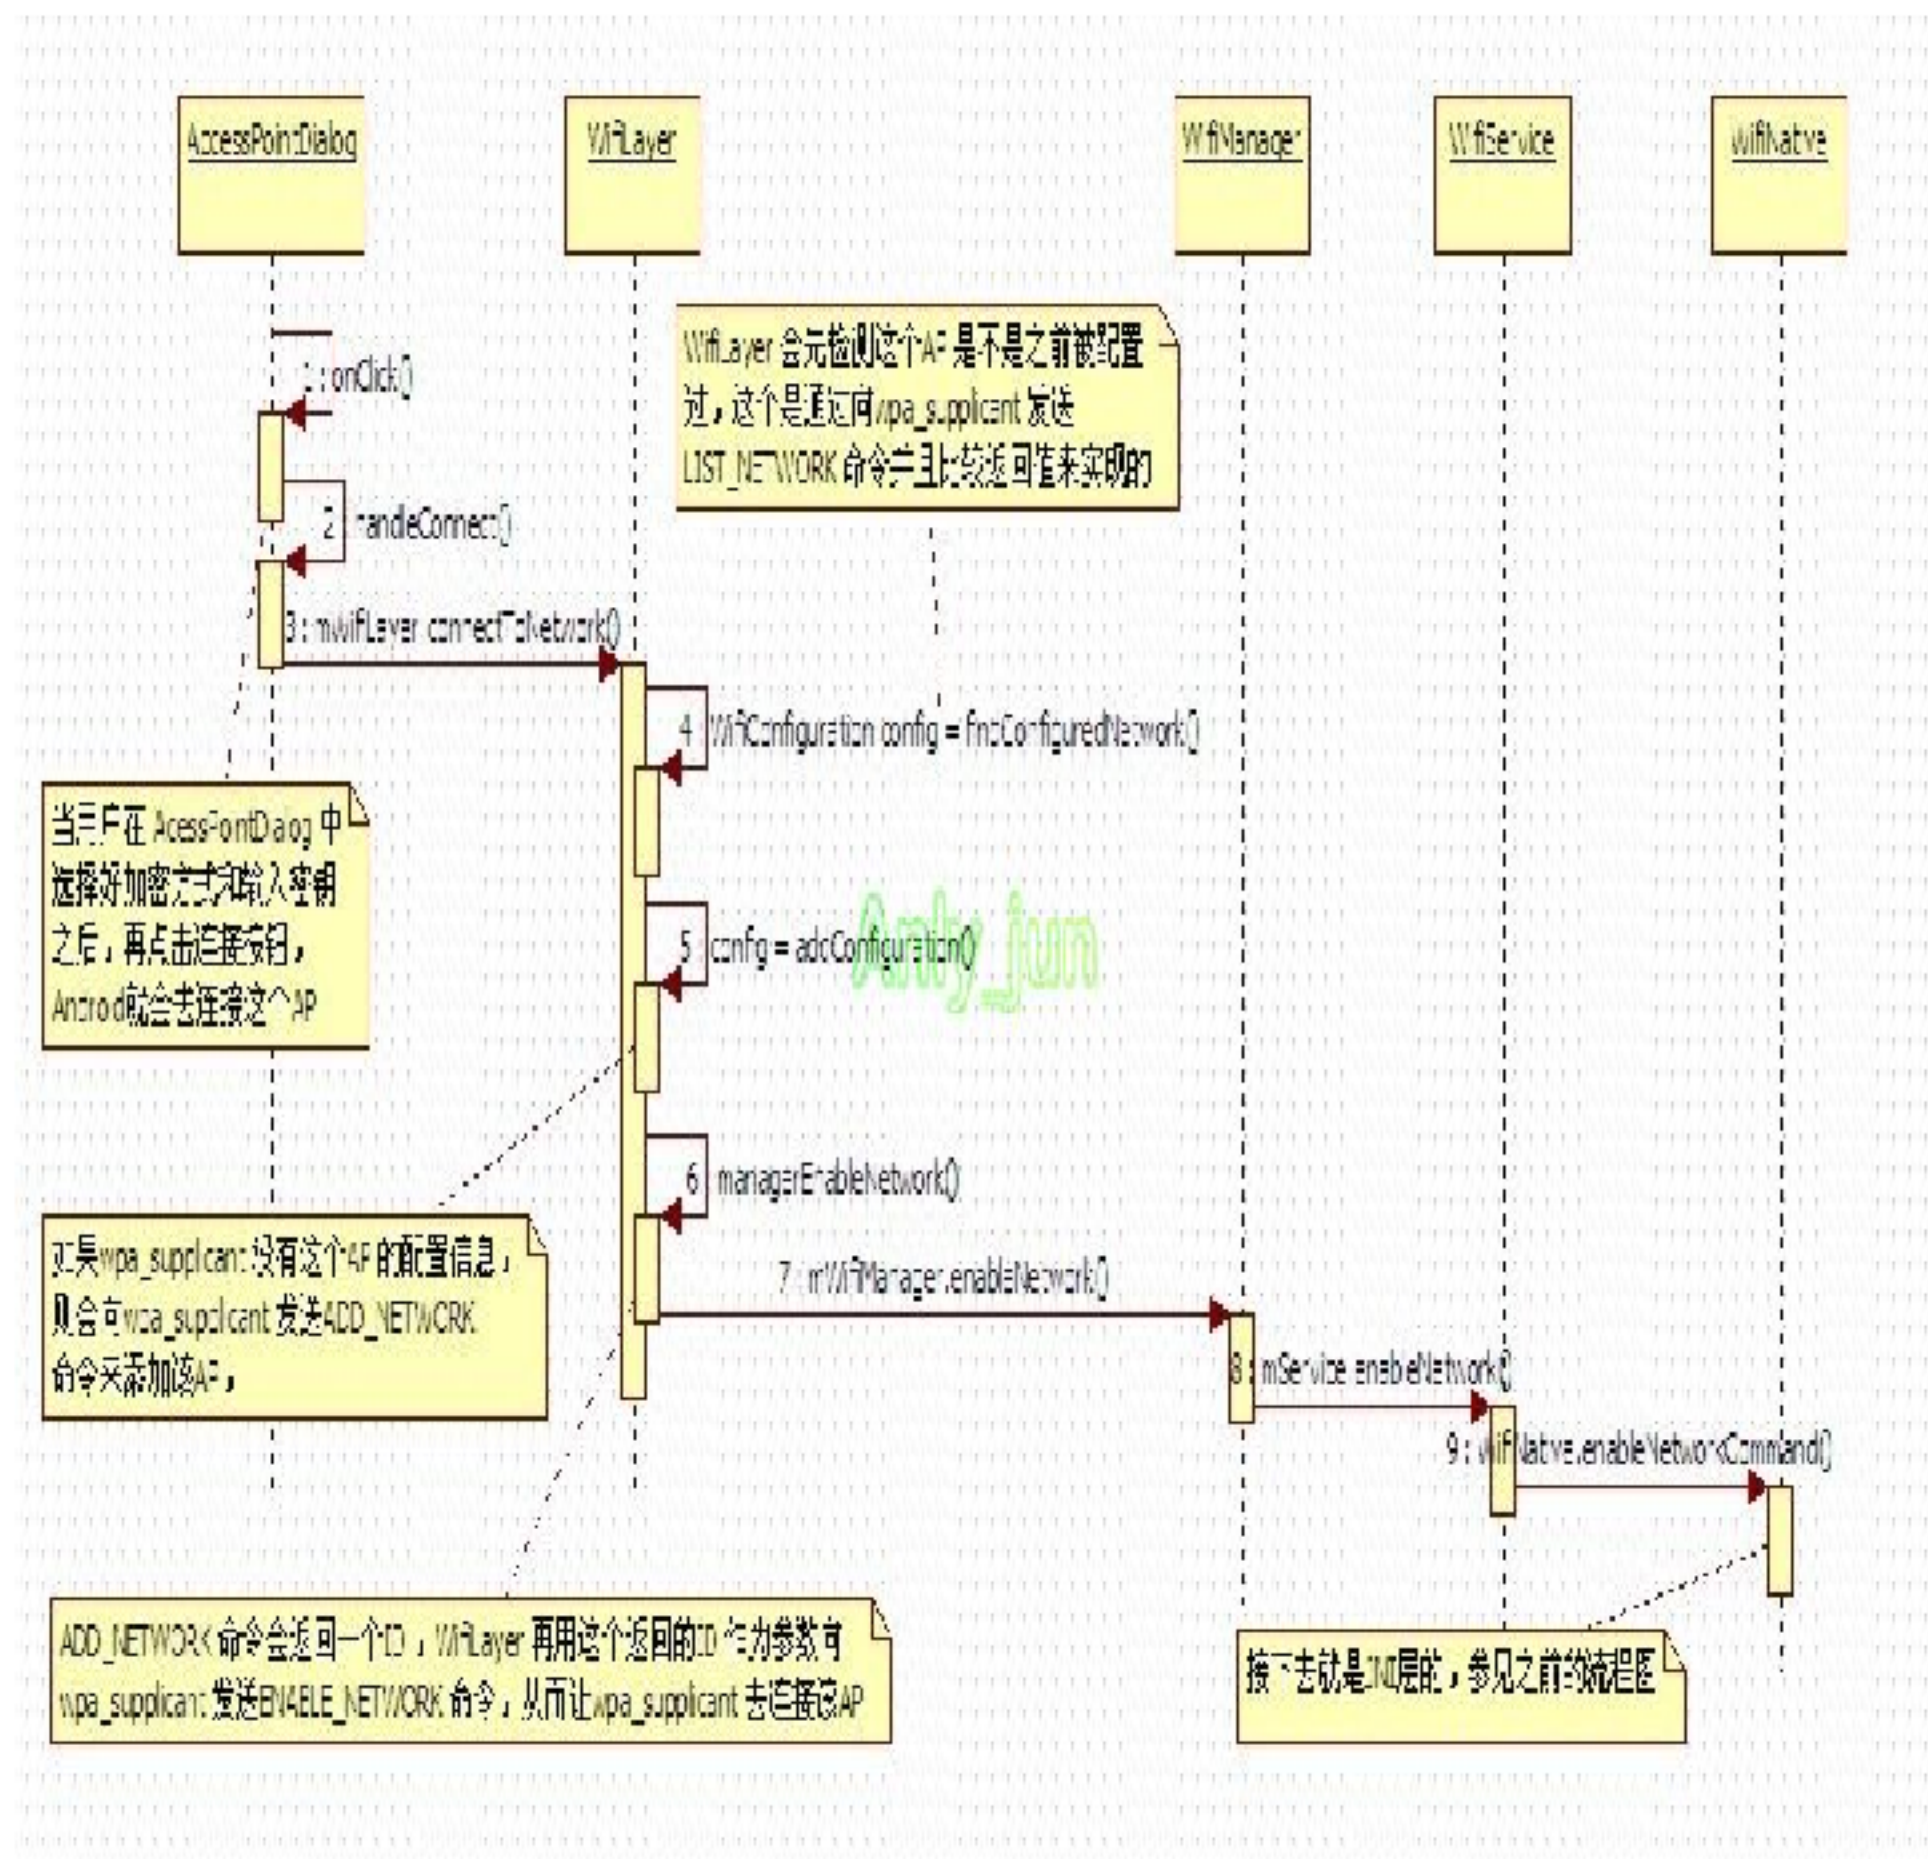 AccessPointDialog
WifiLayer
WifiManager
WifiService
WifiNative
1 : onClick()
WifiLayer 会先检测这个AP 是不是之前被配置
过，这个是通过向wpa_supplicant 发送
LIST_NETWORK 命令并且比较返回值来实现的
2 : handleConnect()
3 : mWifiLayer.connectToNetwork()
4 : WifiConfiguration config = findConfiguredNetwork()
当用户在 AcessPointDialog 中
选择好加密方式和输入密钥
之后，再点击连接按钮，
Android就会去连接这个AP
5 : config = addConfiguration()
Anly_jun
6 : managerEnableNetwork()
如果wpa_supplicant 没有这个AP 的配置信息，
则会向wpa_supplicant 发送ADD_NETWORK
命令来添加该AP，
7 : mWifiManager.enableNetwork()
8 : mService.enableNetwork()
9 : WifiNative.enableNetworkCommand()
ADD_NETWORK 命令会返回一个ID ，WifiLayer 再用这个返回的ID 作为参数向
wpa_supplicant 发送ENABLE_NETWORK 命令，从而让wpa_supplicant 去连接该AP
接下去就是JNI层的，参见之前的流程图